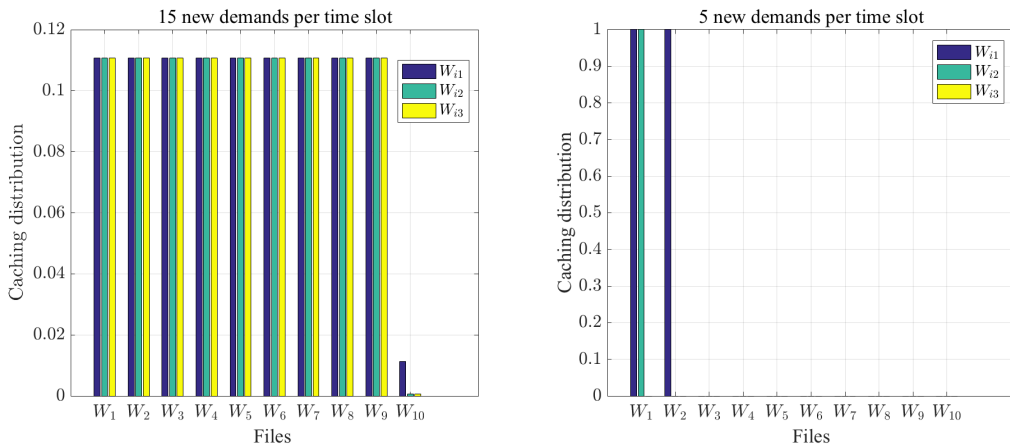 15 new demands per time slot
Caching distribution
0.12
0.1
0.08
0.06
0.04
0.02
0
W_{i1}
W_{i2}
W_{i3}
W_1 W_2 W_3 W_4 W_5 W_6 W_7 W_8 W_9 W_{10}
Files
5 new demands per time slot
Caching distribution
1
0.9
0.8
0.7
0.6
0.5
0.4
0.3
0.2
0.1
0
W_{i1}
W_{i2}
W_{i3}
W_1 W_2 W_3 W_4 W_5 W_6 W_7 W_8 W_9 W_{10}
Files